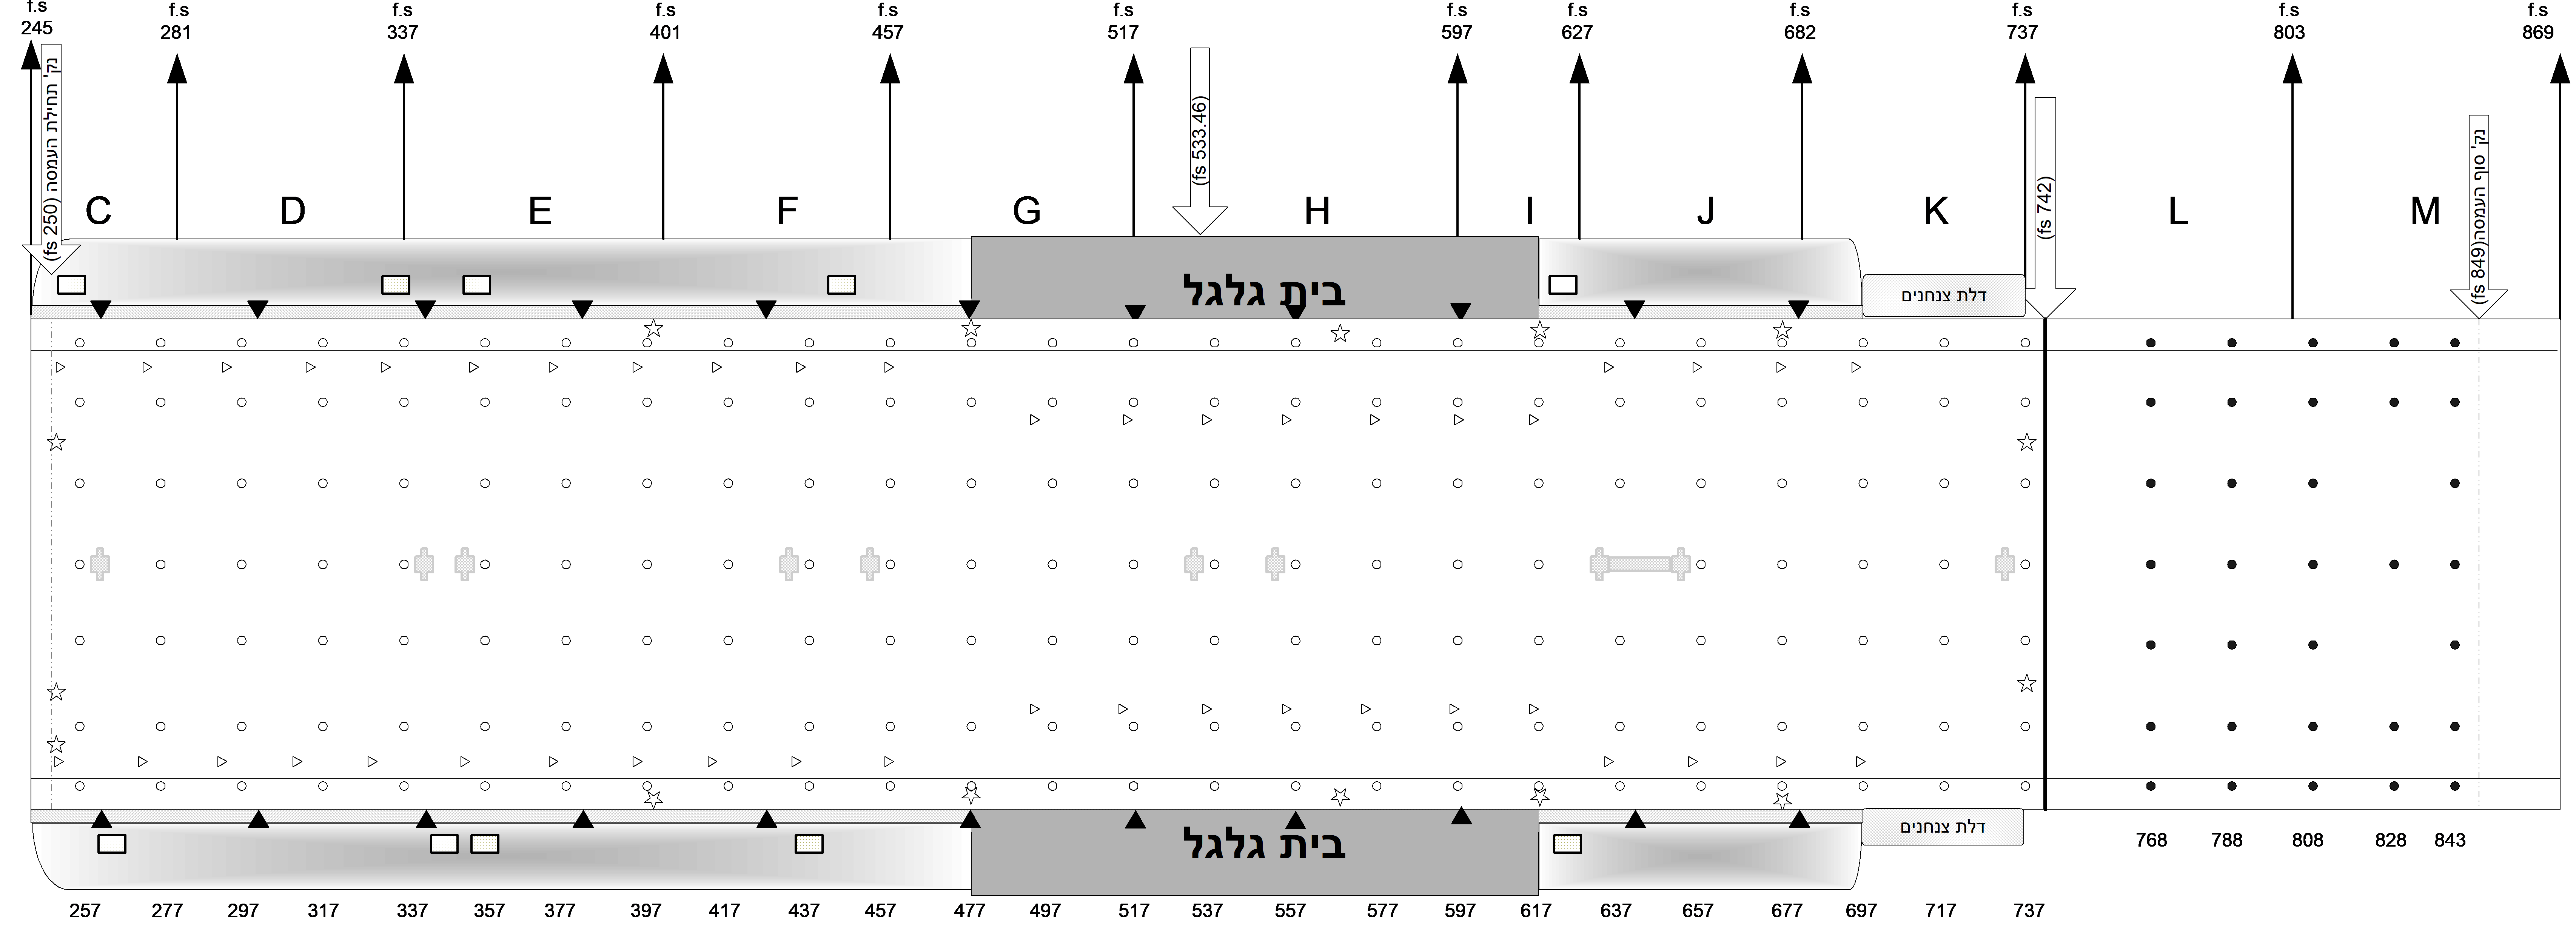 f.s f.s f.s f.s f.s f.s f.s f.s f.s f.s f.s f.s
245 281 337 401 457 517 597 627 682 737 803 869
נק' תחילת העמסה (fs 250)
(fs 533.46)
(fs 742)
נק' סוף העמסה(fs 849)
C D E F G H I J K L M
בית גלגל
דלת צנחנים
בית גלגל
דלת צנחנים
768 788 808 828 843
257 277 297 317 337 357 377 397 417 437 457 477 497 517 537 557 577 597 617 637 657 677 697 717 737